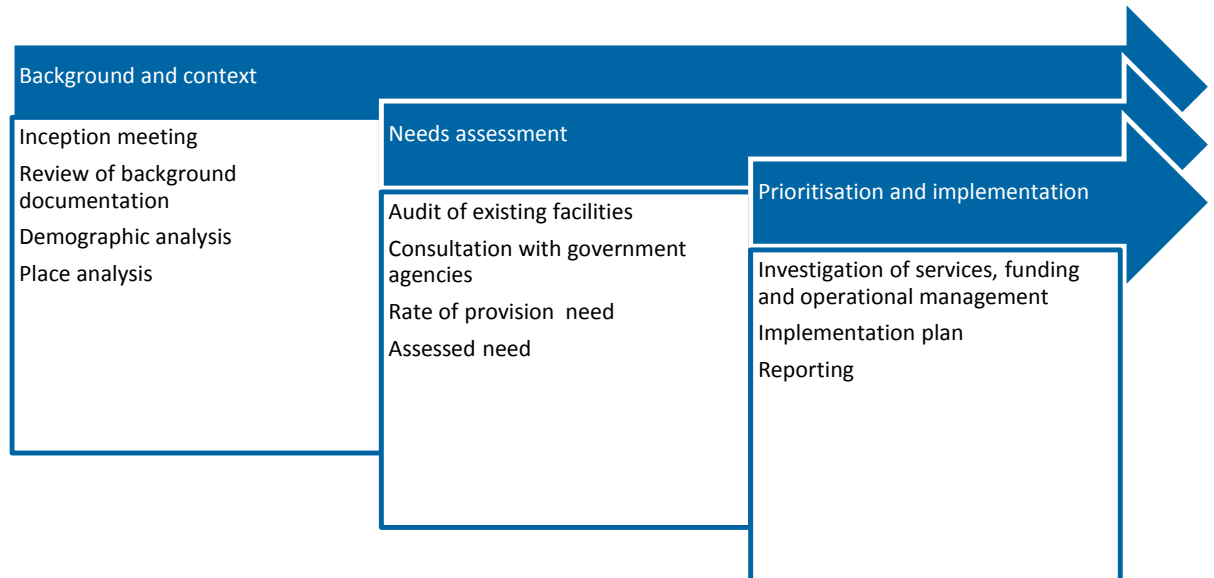 Background and context
Inception meeting
Review of background
documentation
Demographic analysis
Place analysis
Needs assessment
Audit of existing facilities
Consultation with government
agencies
Rate of provision  need
Assessed need
Prioritisation and implementation
Investigation of services, funding
and operational management
Implementation plan
Reporting